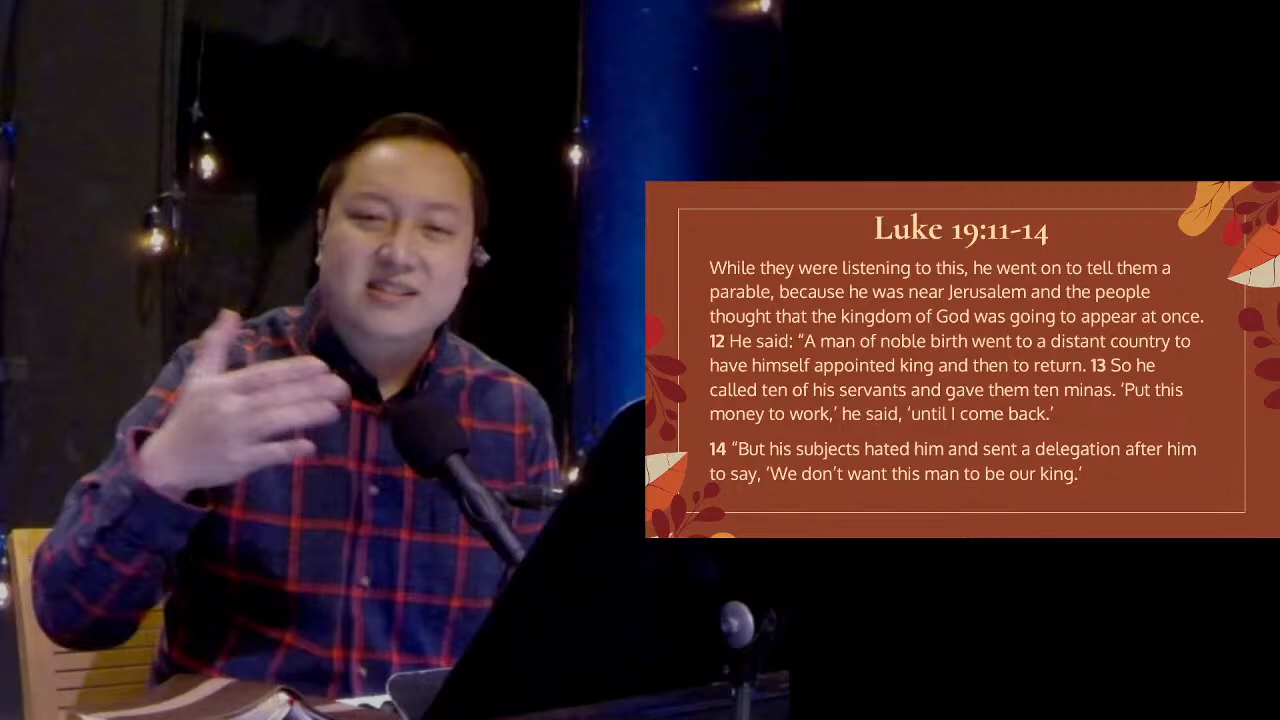 Luke 19:11-14
While they were listening to this, he went on to tell them a
parable, because he was near Jerusalem and the people
thought that the kingdom of God was going to appear at once.
12 He said: “A man of noble birth went to a distant country to
have himself appointed king and then to return. 13 So he
called ten of his servants and gave them ten minas. ‘Put this
money to work,’ he said, ‘until I come back.’
14 “But his subjects hated him and sent a delegation after him
to say, ‘We don’t want this man to be our king.’